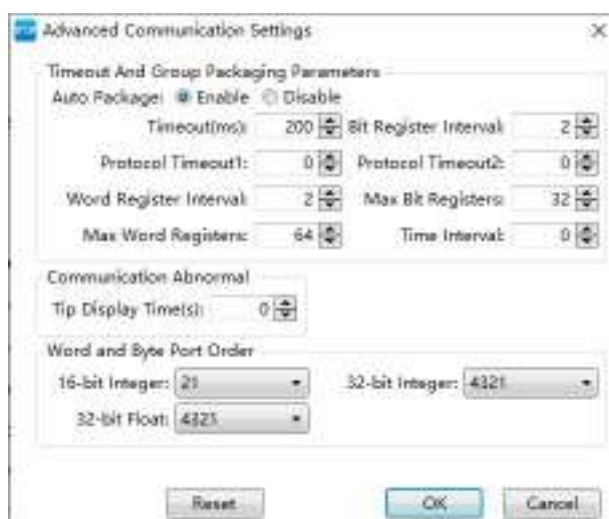 Advanced Communication Settings
Timeout And Group Packaging Parameters
Auto Package: Enable Disable
Timeout(ms): 200 Bit Register Interval: 2
Protocol Timeout1: 0 Protocol Timeout2: 0
Word Register Interval: 2 Max Bit Registers: 32
Max Word Registers: 64 Time Interval: 0
Communication Abnormal
Tip Display Time(s): 0
Word and Byte Port Order
16-bit Integer: 21 32-bit Integer: 4321
32-bit Float: 4321
Reset OK Cancel